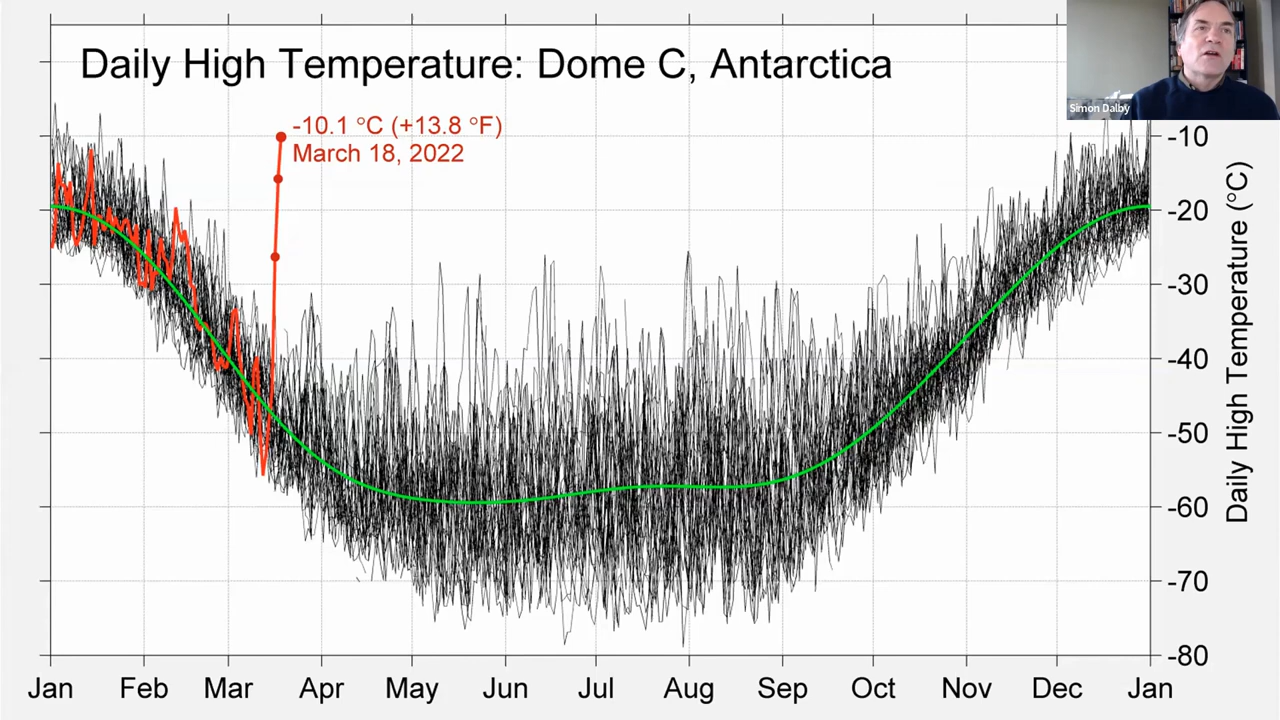 Daily High Temperature: Dome C, Antarctica
Simon Dalby
-10.1 °C (+13.8 °F)
March 18, 2022
-10
-20
-30
-40
-50
-60
-70
-80
Daily High Temperature (°C)
Jan Feb Mar Apr May Jun Jul Aug Sep Oct Nov Dec Jan